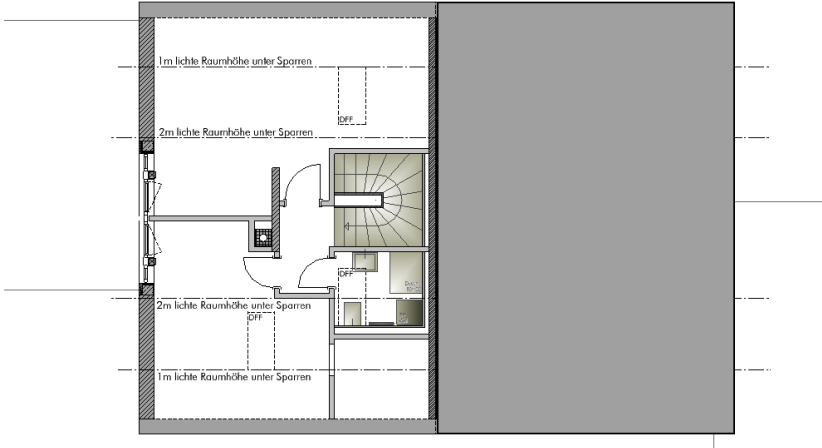 1m lichte Raumhöhe unter Sparren
DFF
2m lichte Raumhöhe unter Sparren
DFF
2m lichte Raumhöhe unter Sparren
DFF
1m lichte Raumhöhe unter Sparren